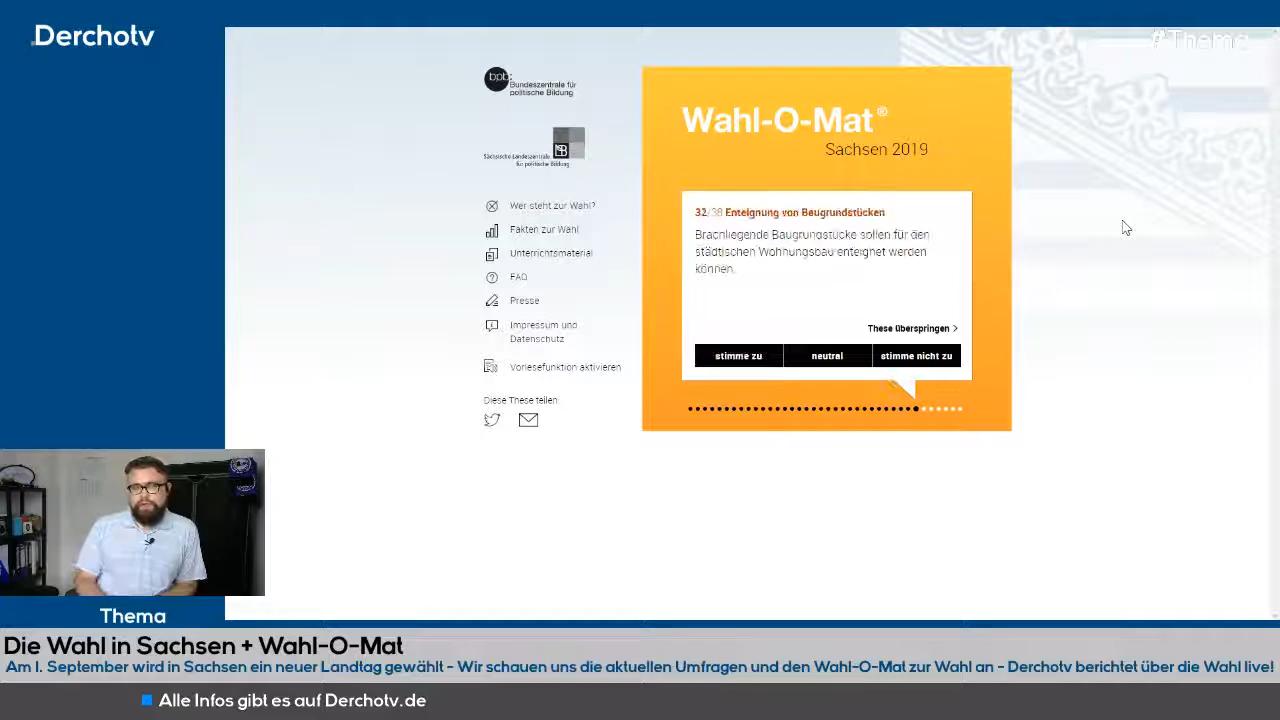 Derchotv
#Thema
bpb:
Bundeszentrale für
politische Bildung
Sächsische Landeszentrale
für politische Bildung
Wer steht zur Wahl?
Fakten zur Wahl
Unterrichtsmaterial
FAQ
Presse
Impressum und
Datenschutz
Vorlesefunktion aktivieren
Diese These teilen:
Wahl-O-Mat®
Sachsen 2019
32/38 Enteignung von Baugrundstücken
Brachliegende Baugrundstücke sollen für den
städtischen Wohnungsbau enteignet werden
können.
These überspringen >
stimme zu
neutral
stimme nicht zu
Thema
Die Wahl in Sachsen + Wahl-O-Mat
Am 1. September wird in Sachsen ein neuer Landtag gewählt - Wir schauen uns die aktuellen Umfragen und den Wahl-O-Mat zur Wahl an - Derchotv berichtet über die Wahl live!
Alle Infos gibt es auf Derchotv.de